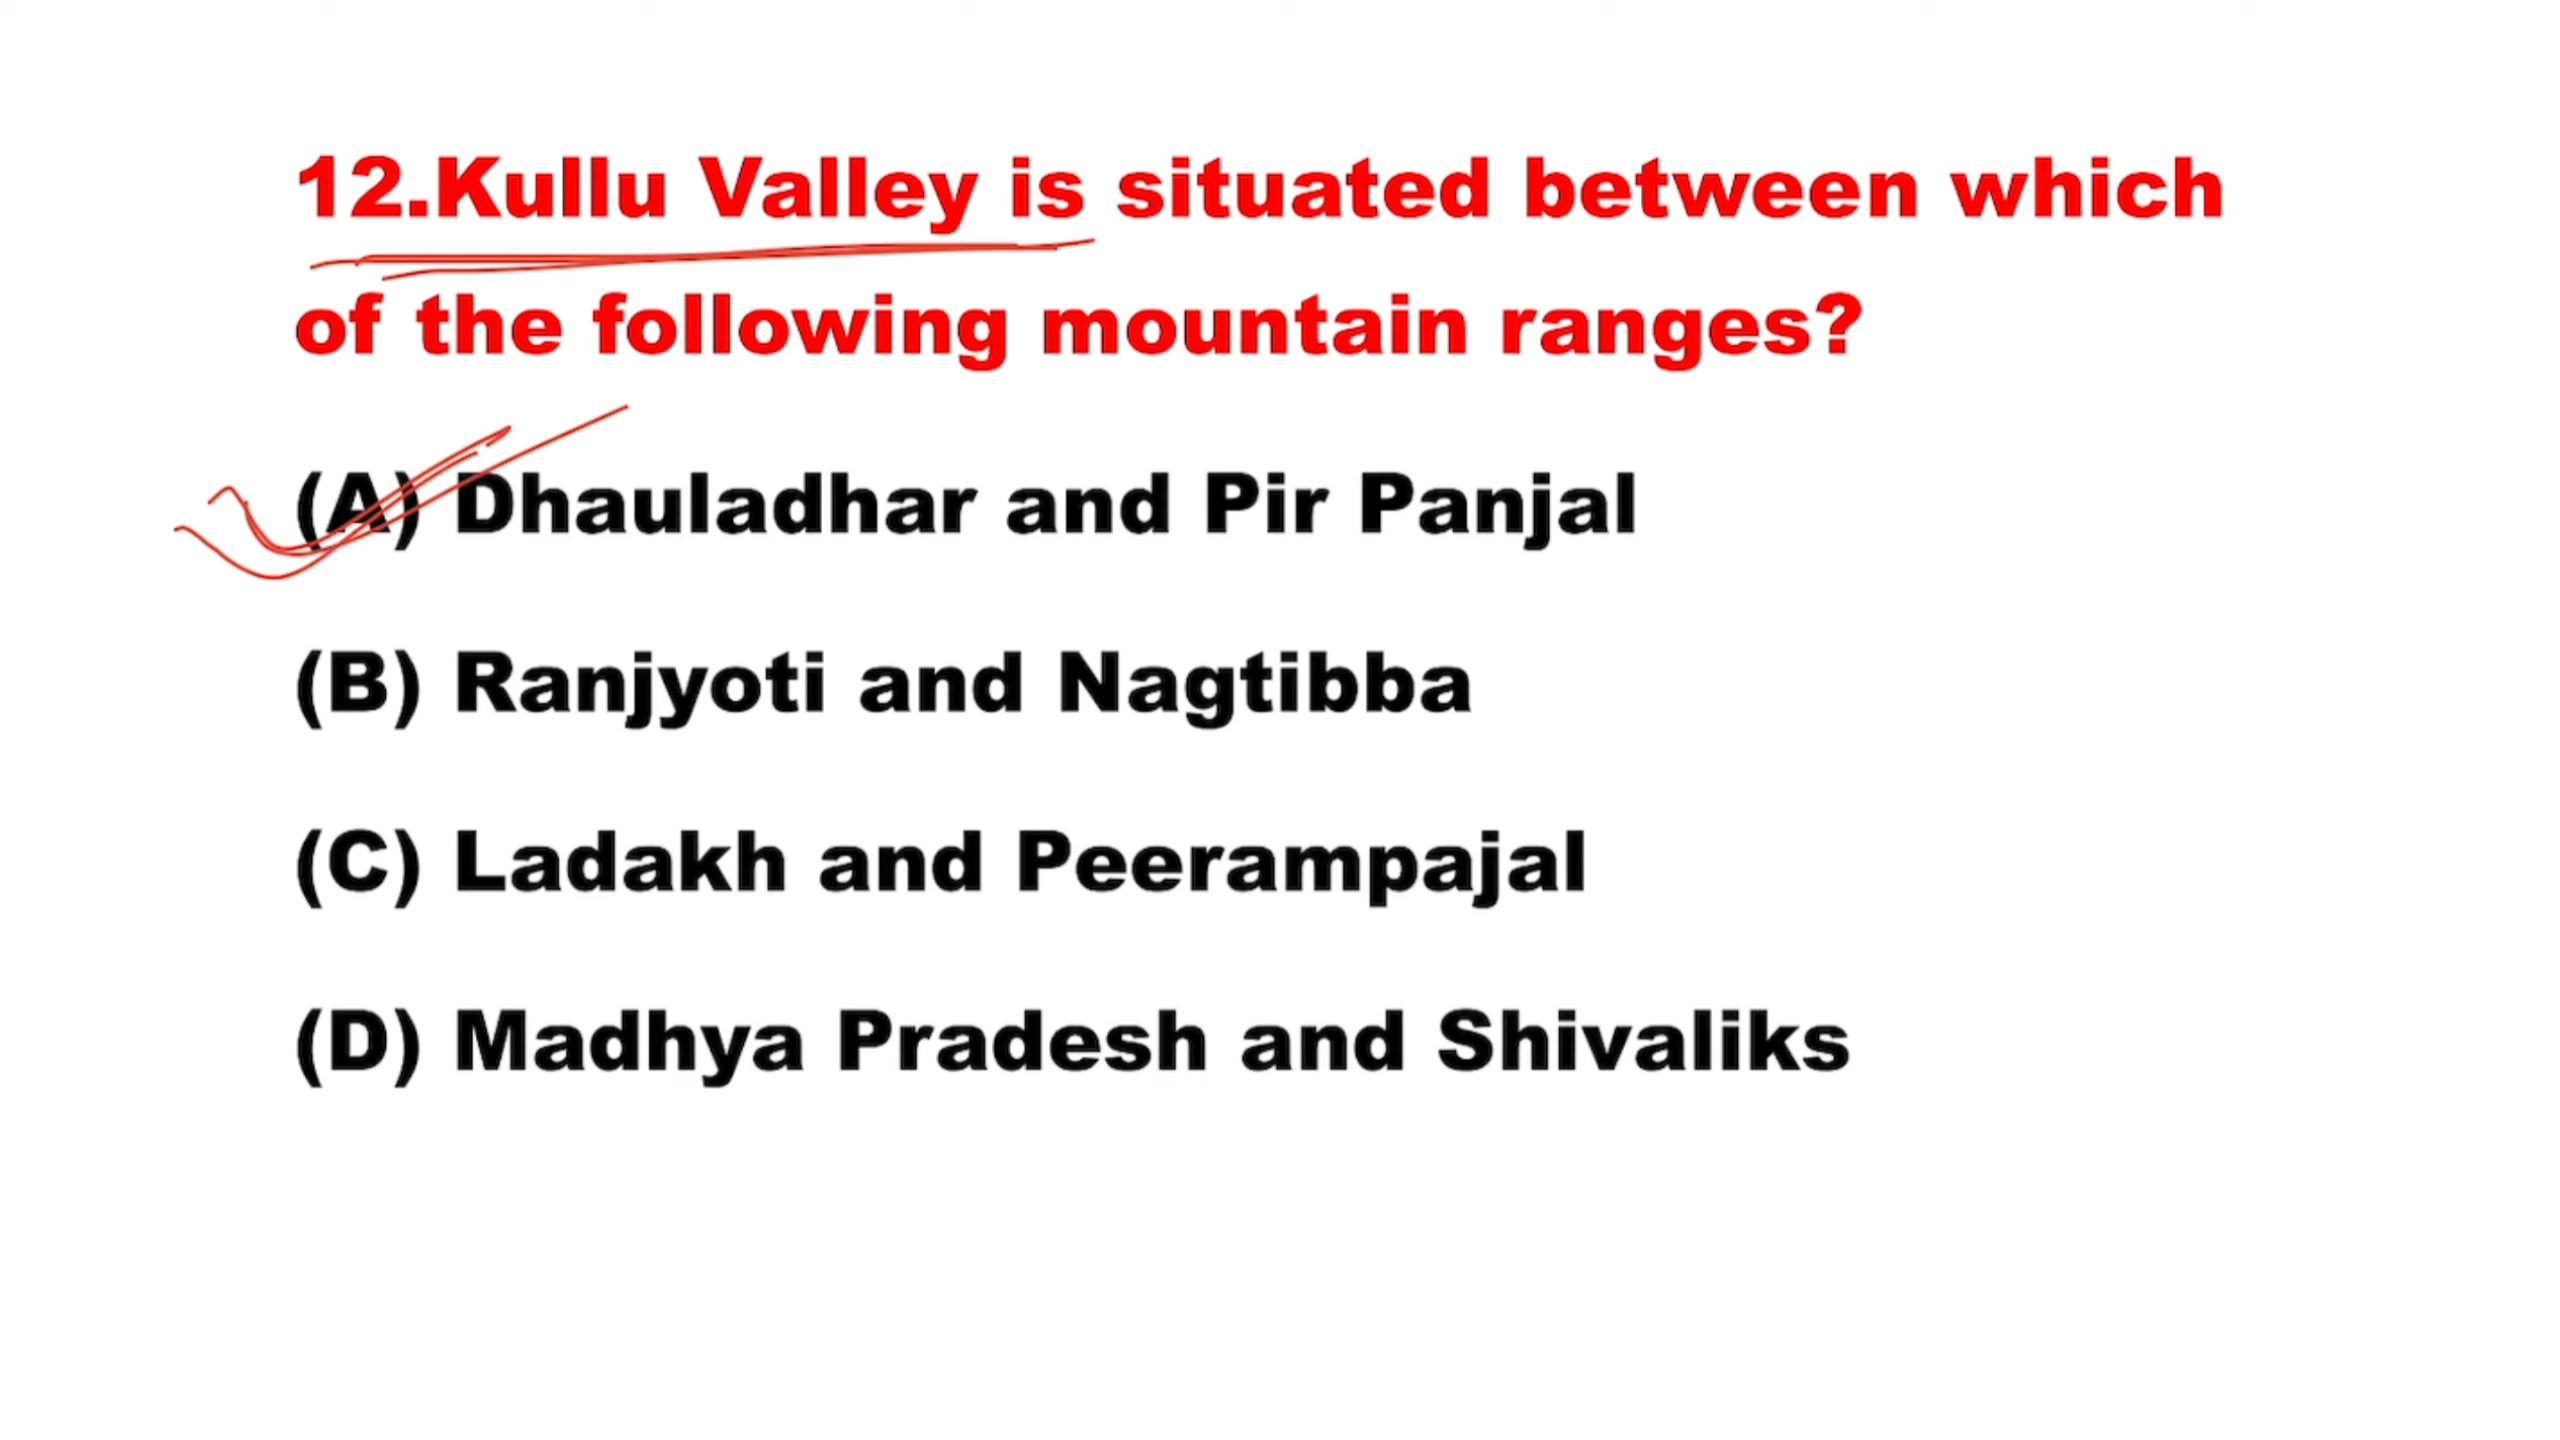 12.Kullu Valley is situated between which
of the following mountain ranges?
(A) Dhauladhar and Pir Panjal
(B) Ranjyoti and Nagtibba
(C) Ladakh and Peerampajal
(D) Madhya Pradesh and Shivaliks